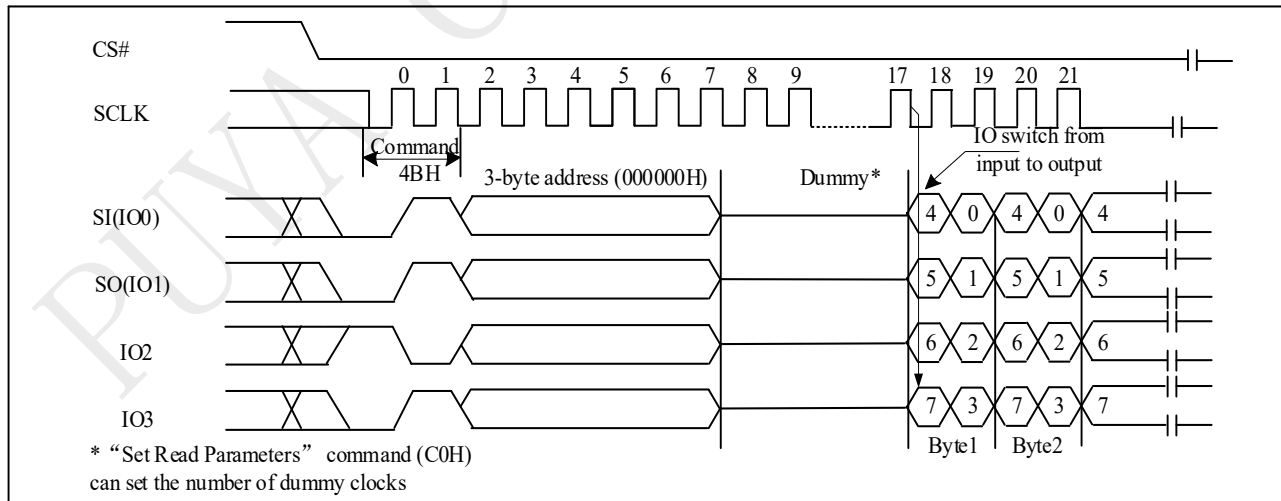 PUYA
CS#
0 1 2 3 4 5 6 7 8 9 17 18 19 20 21
SCLK
Command
4BH
IO switch from
input to output
3-byte address (000000H)
Dummy*
SI(IO0) 4 0 4 0 4
SO(IO1) 5 1 5 1 5
IO2 6 2 6 2 6
IO3 7 3 7 3 7
Byte1 Byte2
* “Set Read Parameters” command (C0H)
can set the number of dummy clocks